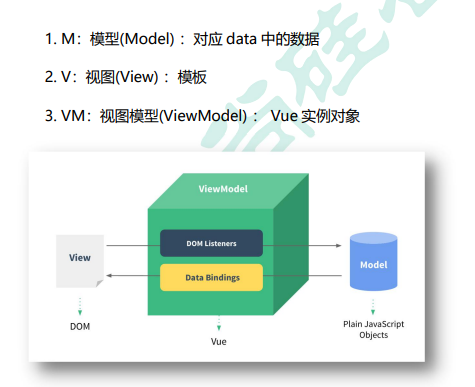 1. M：模型(Model) ：对应 data 中的数据
2. V：视图(View) ：模板
3. VM：视图模型(ViewModel) ： Vue 实例对象
ViewModel
DOM Listeners
View
Model
Data Bindings
DOM
Vue
Plain JavaScript
Objects